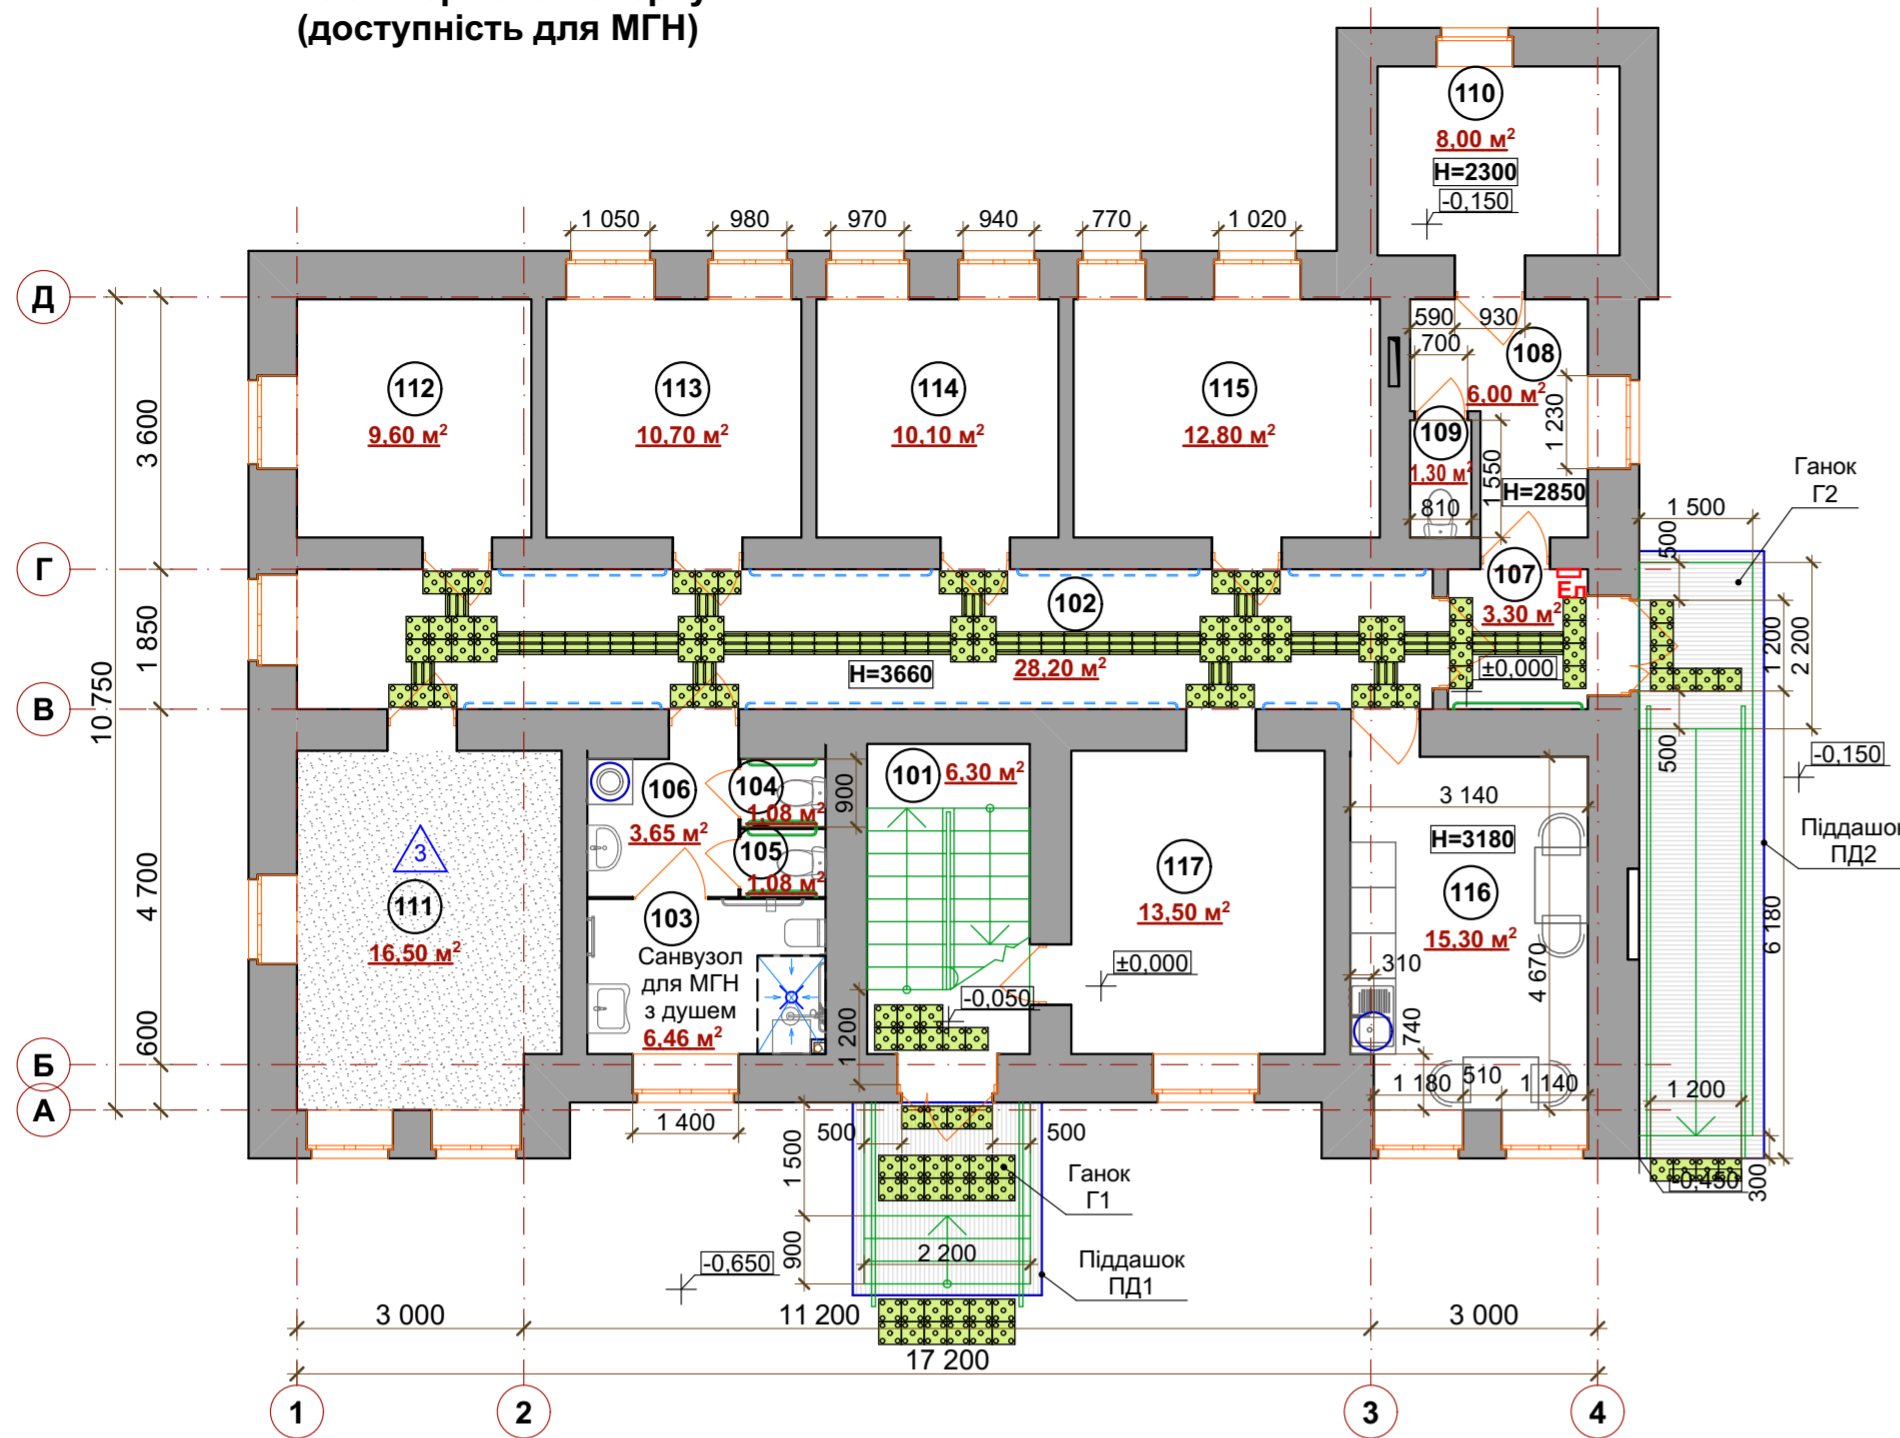 (доступність для МГН)
110
8,00 м²
H=2300
-0,150
1 050
980
970
940
770
1 020
Д
590
930
700
108
6,00 м²
112
9,60 м²
113
10,70 м²
114
10,10 м²
115
12,80 м²
109
1,30 м²
1 230
1 550
810
H=2850
3 600
Ганок
Г2
1 500
500
Г
107
Еп
3,30 м²
102
1 850
10 750
H=3660
28,20 м²
±0,000
1 200
2 200
В
500
-0,150
101
6,30 м²
106
3,65 м²
104
1,08 м²
900
105
1,08 м²
3 140
H=3180
Піддашок
ПД2
3
111
16,50 м²
4 700
103
Санвузол
для МГН
з душем
6,46 м²
117
13,50 м²
±0,000
116
15,30 м²
6 180
310
4 670
-0,050
740
1 200
600
Б
А
1 180
510
1 140
1 200
1 400
500
500
1 500
Ганок
Г1
-0,450
300
900
2 200
-0,650
Піддашок
ПД1
3 000
11 200
3 000
17 200
1
2
3
4